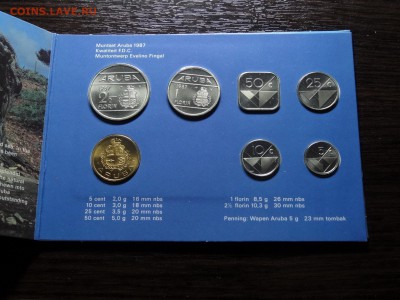 COINS.LAVE.RU
Munten Aruba 1987
Kwaliteit F.D.C.
Muntontwerp Evelino Fingal
ARUBA
2½
FLORIN
ARUBA
1
FLORIN
50
25
ARUBA
10
5
5 cent 2,0 g 16 mm nbs
10 cent 3,0 g 18 mm nbs
25 cent 3,5 g 20 mm nbs
50 cent 5,0 g 20 mm nbs
1 florin 8,5 g 26 mm nbs
2½ florin 10,3 g 30 mm nbs
Penning: Wapen Aruba 5 g 23 mm tombak